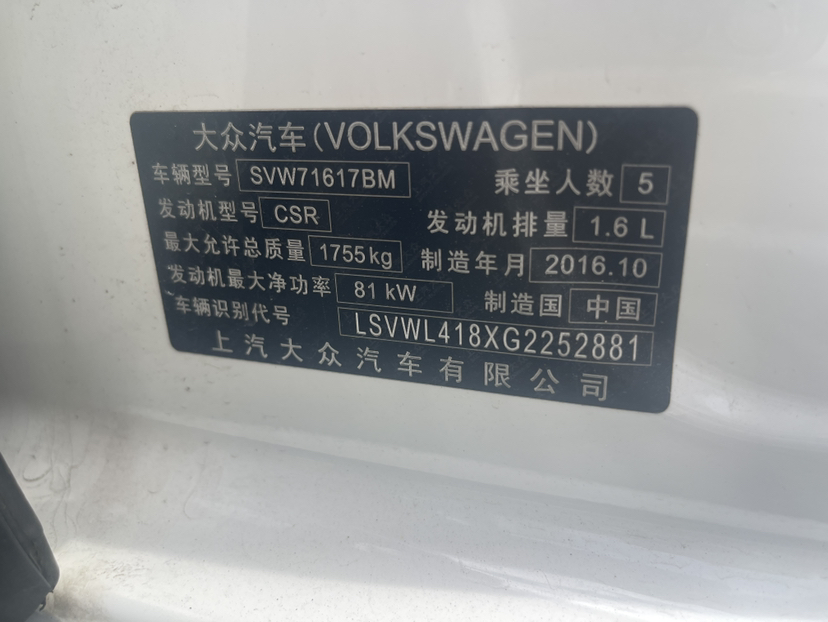 大众汽车(VOLKSWAGEN)
车辆型号 SVW71617BM 乘坐人数 5
发动机型号 CSR 发动机排量 1.6 L
最大允许总质量 1755kg 制造年月 2016.10
发动机最大净功率 81 kW 制造国 中国
车辆识别代号 LSVWL418XG2252881
上汽大众汽车有限公司